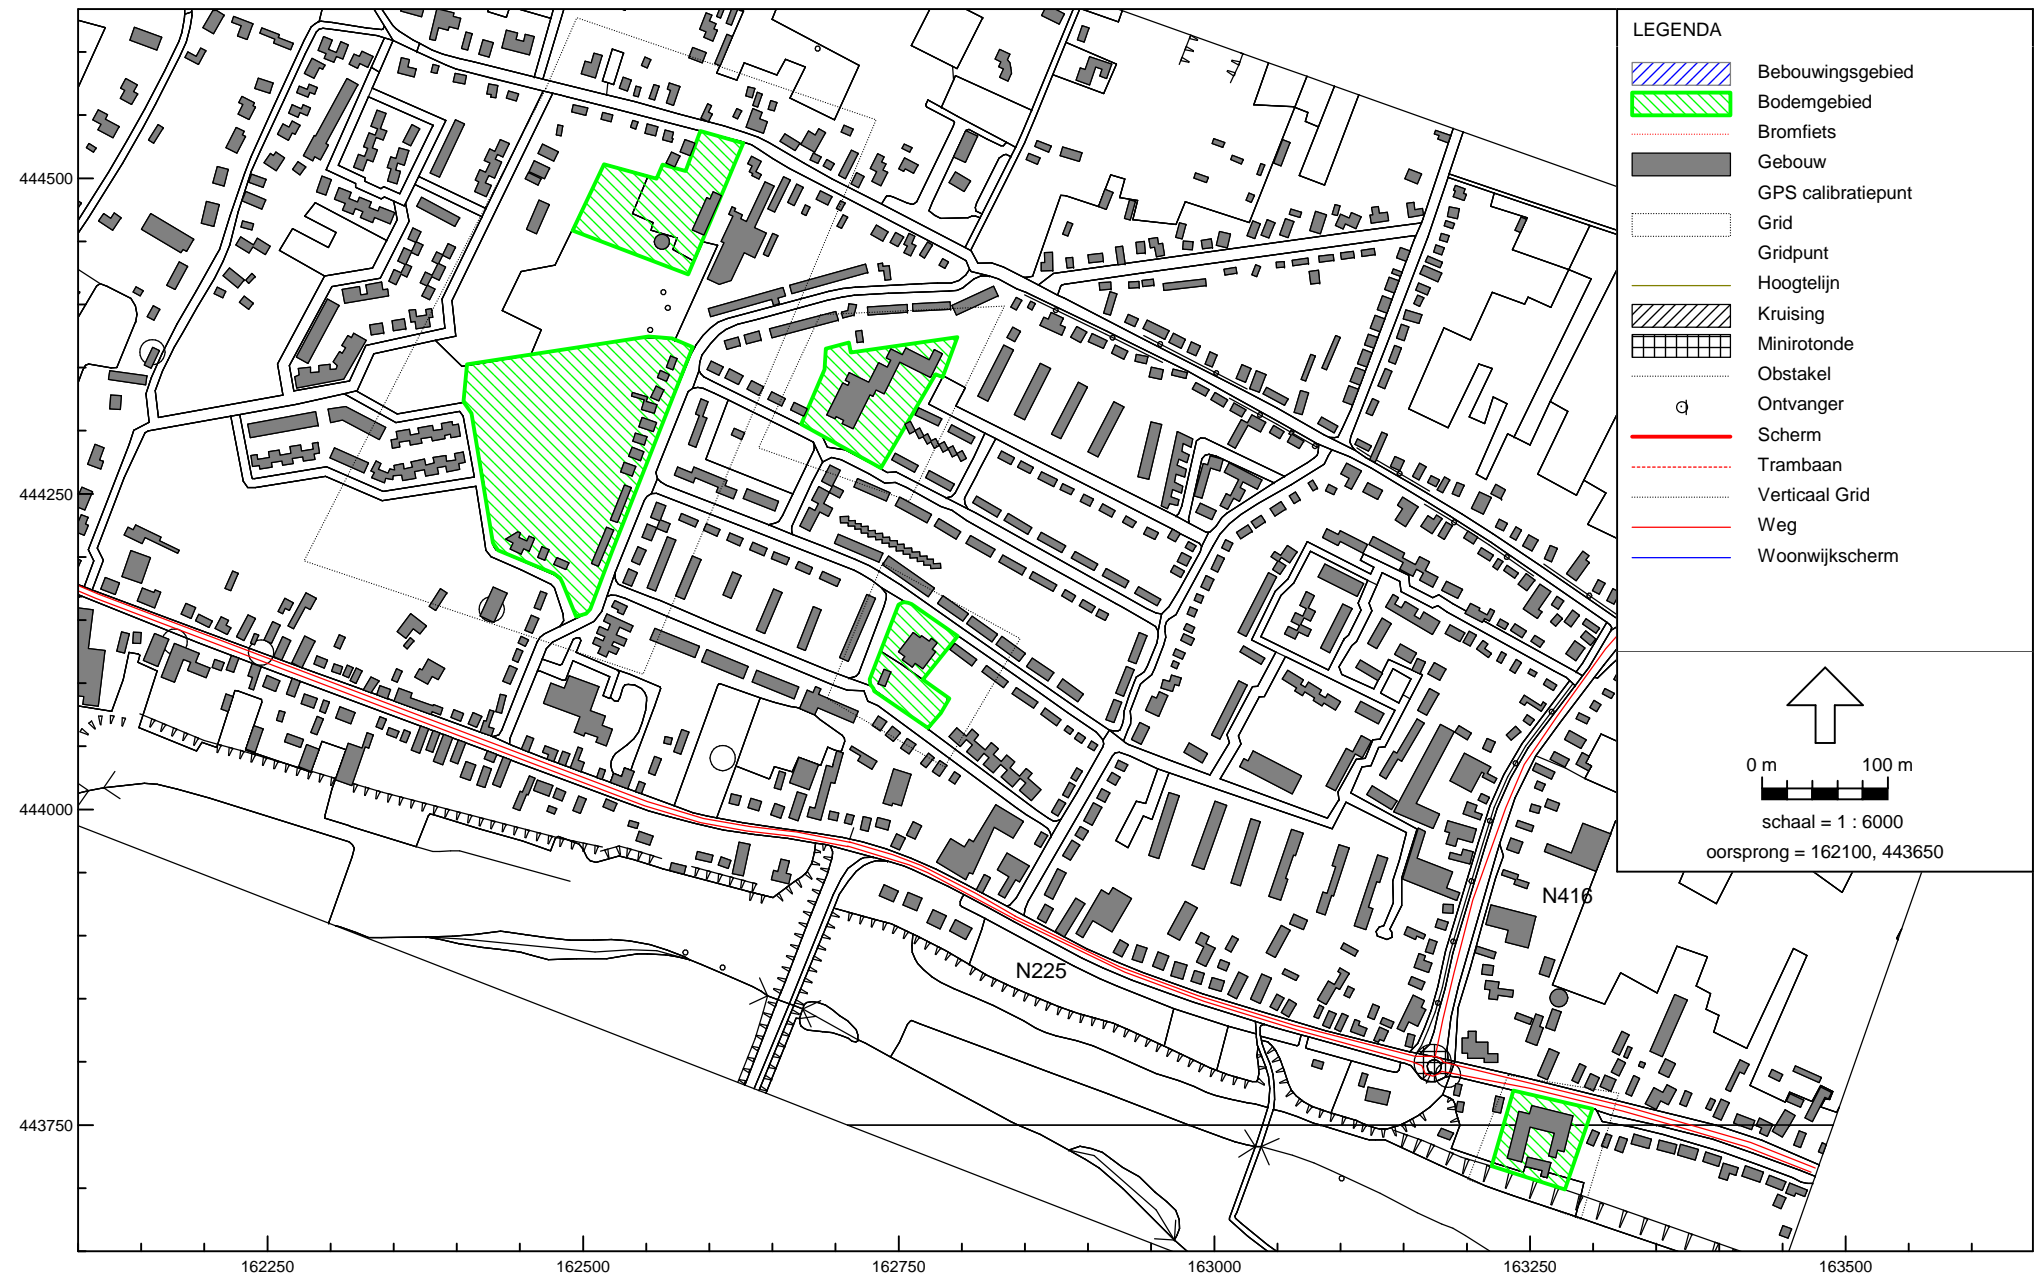 LEGENDA
Bebouwingsgebied
Bodemgebied
Bromfiets
Gebouw
GPS calibratiepunt
Grid
Gridpunt
Hoogtelijn
Kruising
Minirotonde
Obstakel
Ontvanger
Scherm
Trambaan
Verticaal Grid
Weg
Woonwijkscherm
0 m 100 m
schaal = 1 : 6000
oorsprong = 162100, 443650
444500
444250
444000
443750
N416
N225
162250 162500 162750 163000 163250 163500